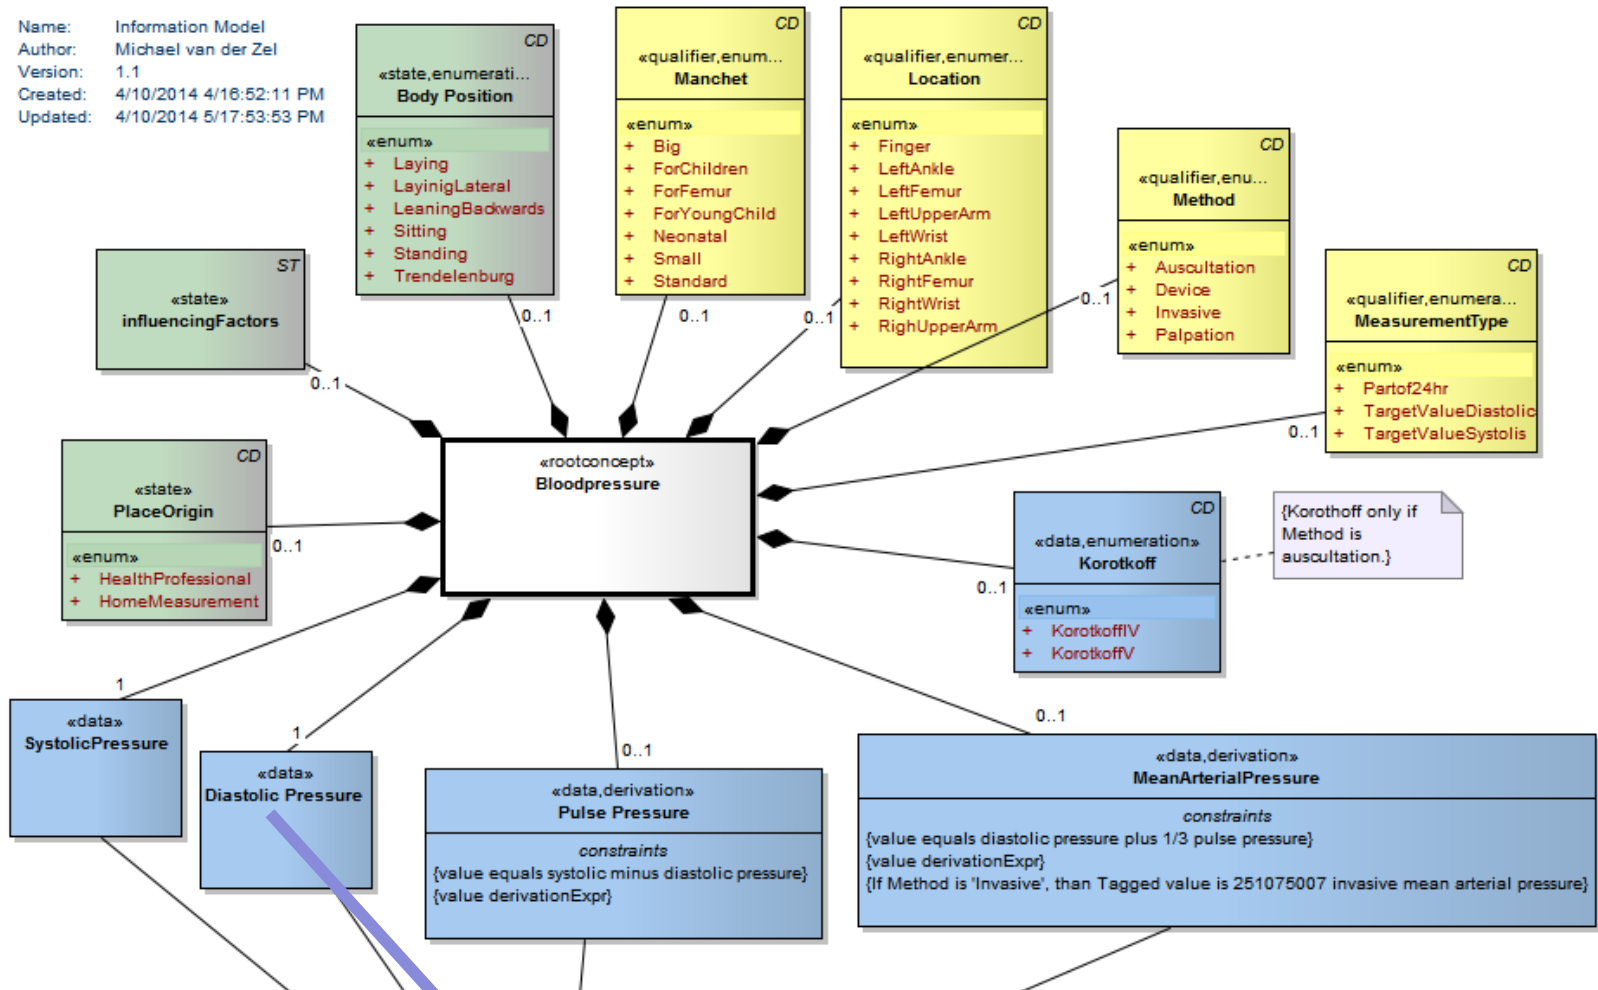 Name: Information Model
Author: Michael van der Zel
Version: 1.1
Created: 4/10/2014 4/16:52:11 PM
Updated: 4/10/2014 5/17:53:53 PM
CD
«state,enumerati...
Body Position
«enum»
+ Laying
+ LayinigLateral
+ LeaningBackwards
+ Sitting
+ Standing
+ Trendelenburg
0..1
CD
«qualifier,enum...
Manchet
«enum»
+ Big
+ ForChildren
+ ForFemur
+ ForYoungChild
+ Neonatal
+ Small
+ Standard
0..1
CD
«qualifier,enumer...
Location
«enum»
+ Finger
+ LeftAnkle
+ LeftFemur
+ LeftUpperArm
+ LeftWrist
+ RightAnkle
+ RightFemur
+ RightWrist
+ RighUpperArm
0..1
CD
«qualifier,enu...
Method
«enum»
+ Auscultation
+ Device
+ Invasive
+ Palpation
0..1
CD
«qualifier,enumera...
MeasurementType
«enum»
+ Partof24hr
+ TargetValueDiastolic
+ TargetValueSystolis
0..1
ST
«state»
influencingFactors
0..1
CD
«state»
PlaceOrigin
«enum»
+ HealthProfessional
+ HomeMeasurement
0..1
«rootconcept»
Bloodpressure
CD
«data,enumeration»
Korotkoff
«enum»
+ KorotkoffIV
+ KorotkoffV
0..1
{Korothoff only if
Method is
auscultation.}
1
«data»
SystolicPressure
1
«data»
Diastolic Pressure
0..1
«data,derivation»
Pulse Pressure
constraints
{value equals systolic minus diastolic pressure}
{value derivationExpr}
0..1
«data,derivation»
MeanArterialPressure
constraints
{value equals diastolic pressure plus 1/3 pulse pressure}
{value derivationExpr}
{If Method is 'Invasive', than Tagged value is 251075007 invasive mean arterial pressure}